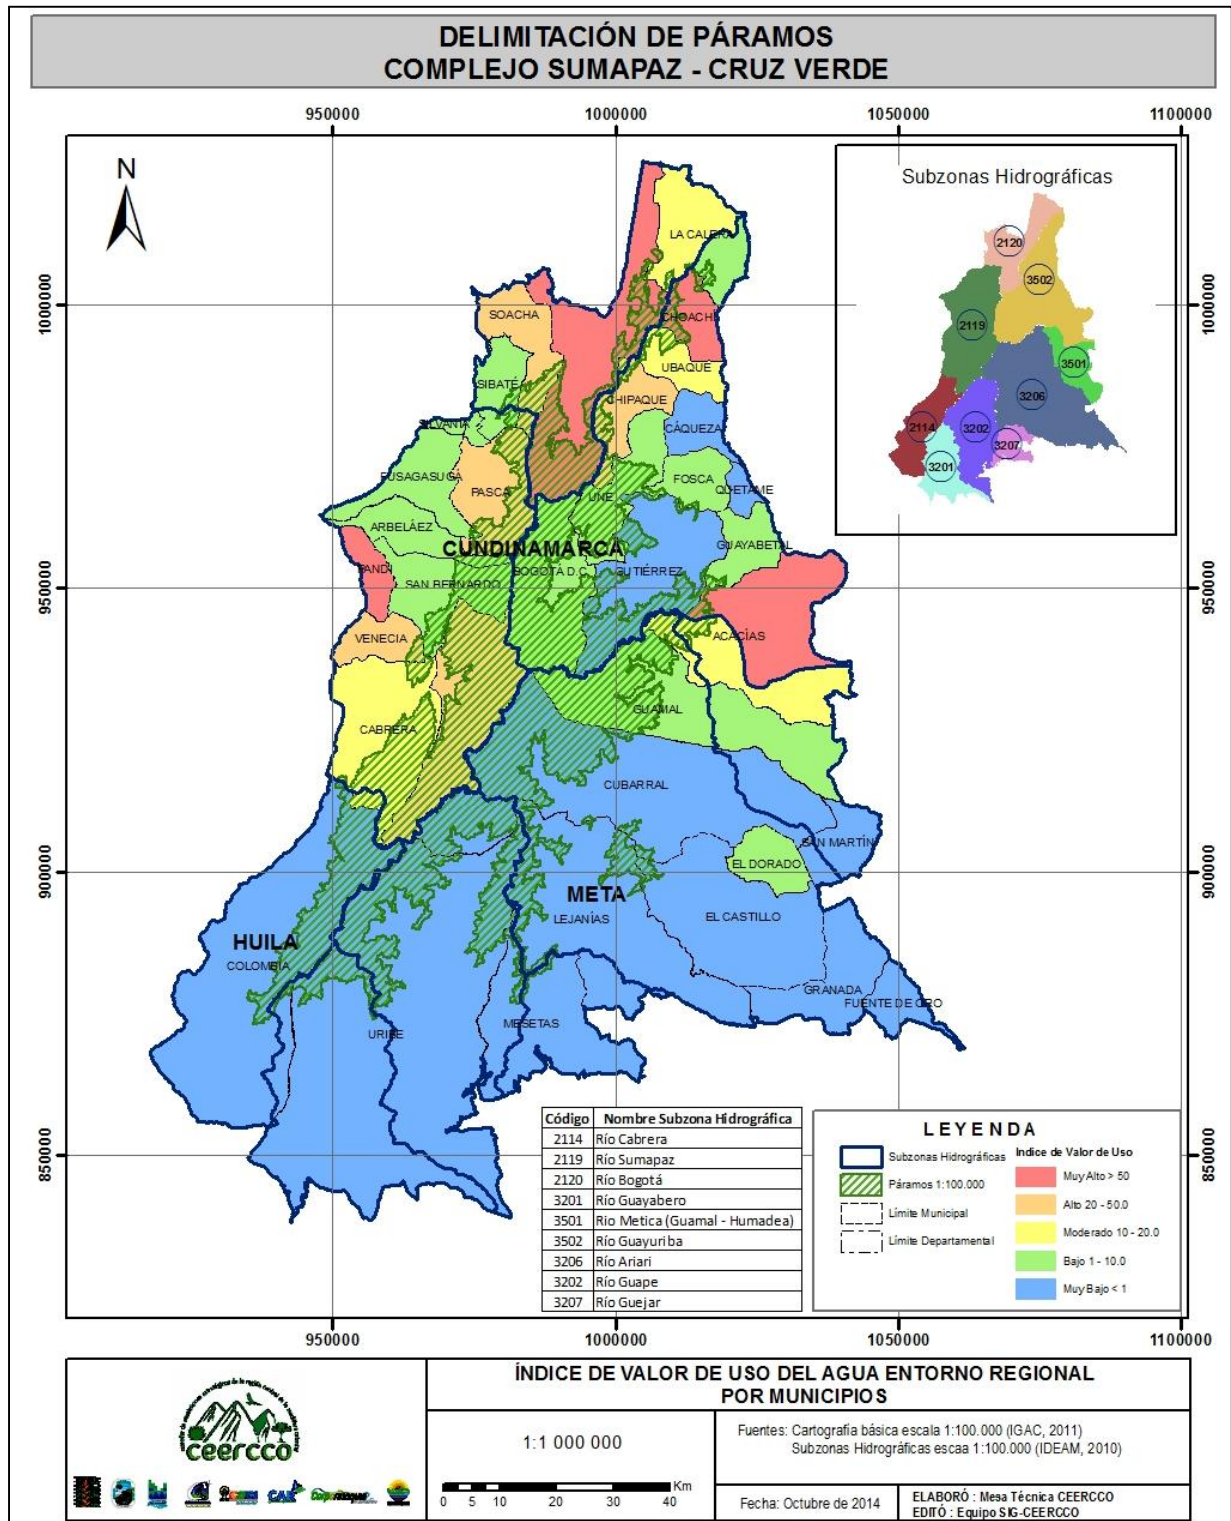 DELIMITACIÓN DE PÁRAMOS
COMPLEJO SUMAPAZ - CRUZ VERDE
950000 1000000 1050000 1100000
N
Subzonas Hidrográficas
2120
3502
2119
3501
3206
2114
3202
3207
3201
1000000
950000
900000
850000
1000000
950000
900000
850000
LA CALERA
SOACHA
CHOACHÍ
UBAQUE
SIBATÉ
CHIPAQUE
CÁQUEZA
SILVANIA
FUSAGASUGÁ
FOSCA
QUETAME
PASCA
UNE
ARBELÁEZ
CUNDINAMARCA
GUAYABETAL
PANDI
SAN BERNARDO
BOGOTÁ D.C.
GUTIÉRREZ
VENECIA
ACACÍAS
GUAMAL
CABRERA
CUBARRAL
SAN MARTÍN
EL DORADO
META
LEJANÍAS
EL CASTILLO
HUILA
COLOMBIA
GRANADA
FUENTE DE ORO
MESETAS
URIBE
Código Nombre Subzona Hidrográfica
2114 Río Cabrera
2119 Río Sumapaz
2120 Río Bogotá
3201 Río Guayabero
3501 Rio Metica (Guamal - Humadea)
3502 Río Guayuriba
3206 Río Ariari
3202 Río Guape
3207 Río Guejar
LEYENDA
Subzonas Hidrográficas
Páramos 1:100.000
Límite Municipal
Límite Departamental
Indice de Valor de Uso
Muy Alto > 50
Alto 20 - 50.0
Moderado 10 - 20.0
Bajo 1 - 10.0
Muy Bajo < 1
950000 1000000 1050000 1100000
ceercco
CAR
ÍNDICE DE VALOR DE USO DEL AGUA ENTORNO REGIONAL
POR MUNICIPIOS
1:1 000 000
Km
0 5 10 20 30 40
Fuentes: Cartografía básica escala 1:100.000 (IGAC, 2011)
Subzonas Hidrográficas escaa 1:100.000 (IDEAM, 2010)
Fecha: Octubre de 2014
ELABORÓ : Mesa Técnica CEERCCO
EDITÓ : Equipo SIG-CEERCCO